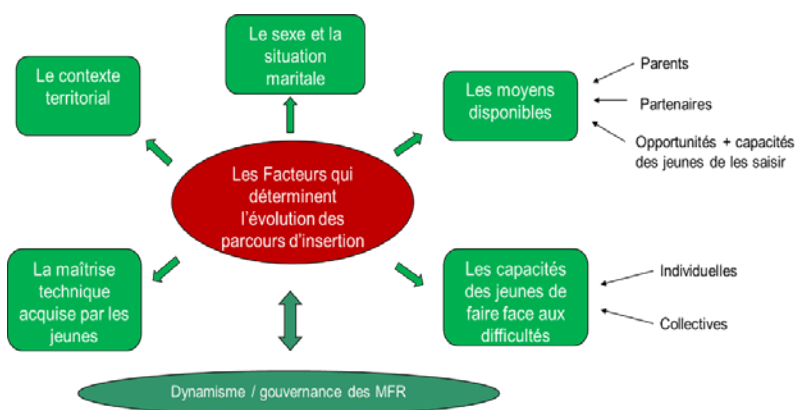 Le sexe et la
situation
maritale
Le contexte
territorial
Les moyens
disponibles
Parents
Partenaires
Opportunités + capacités
des jeunes de les saisir
Les Facteurs qui
déterminent
l'évolution des
parcours d'insertion
La maîtrise
technique
acquise par les
jeunes
Les capacités
des jeunes de
faire face aux
difficultés
Individuelles
Collectives
Dynamisme / gouvernance des MFR